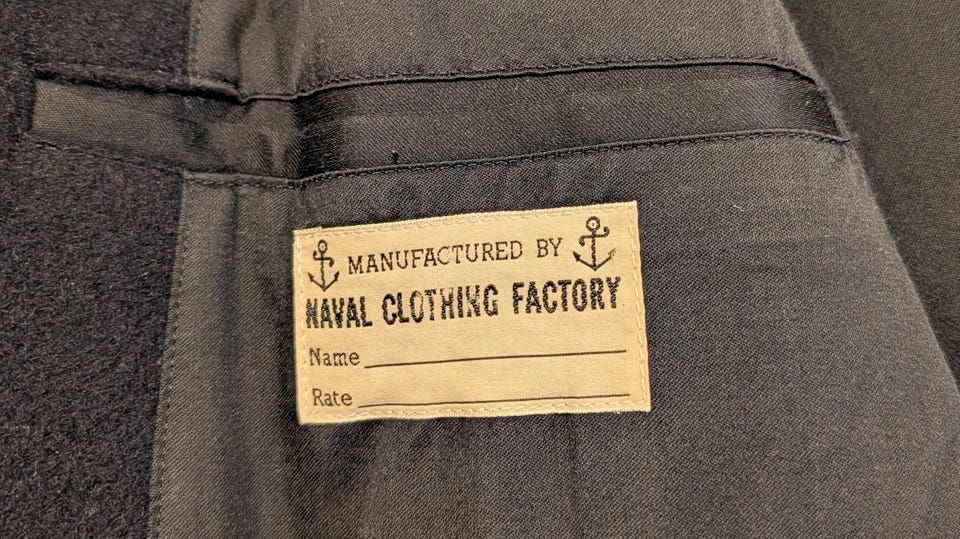 MANUFACTURED BY
NAVAL CLOTHING FACTORY
Name
Rate